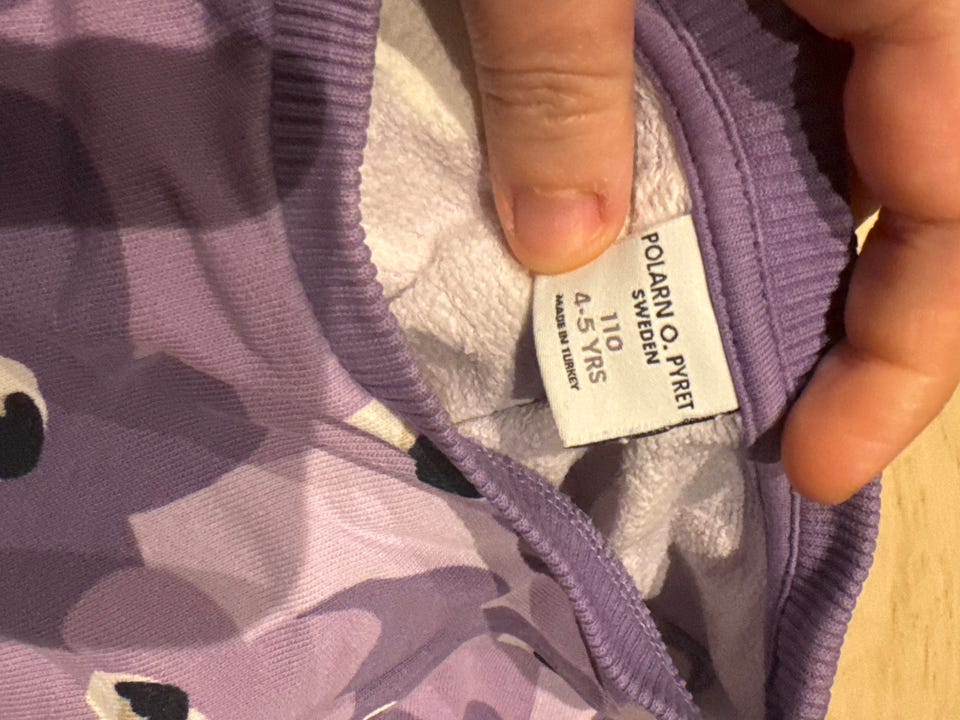 POLARN O. PYRET
SWEDEN
110
4-5 YRS
MADE IN TURKEY